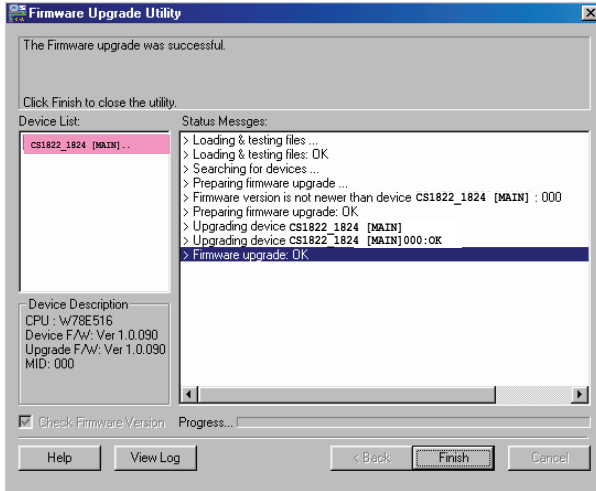 Firmware Upgrade Utility
The Firmware upgrade was successful.
Click Finish to close the utility.
Device List:
CS1822_1824 [MAIN]..
Status Messges:
> Loading & testing files ...
> Loading & testing files: OK
> Searching for devices ...
> Preparing firmware upgrade ...
> Firmware version is not newer than device CS1822_1824 [MAIN] : 000
> Preparing firmware upgrade: OK
> Upgrading device CS1822_1824 [MAIN]
> Upgrading device CS1822_1824 [MAIN]000:OK
> Firmware upgrade: OK
Device Description
CPU : W78E516
Device F/W: Ver 1.0.090
Upgrade F/W: Ver 1.0.090
MID: 000
Check Firmware Version
Progress...
Help
View Log
< Back
Finish
Cancel